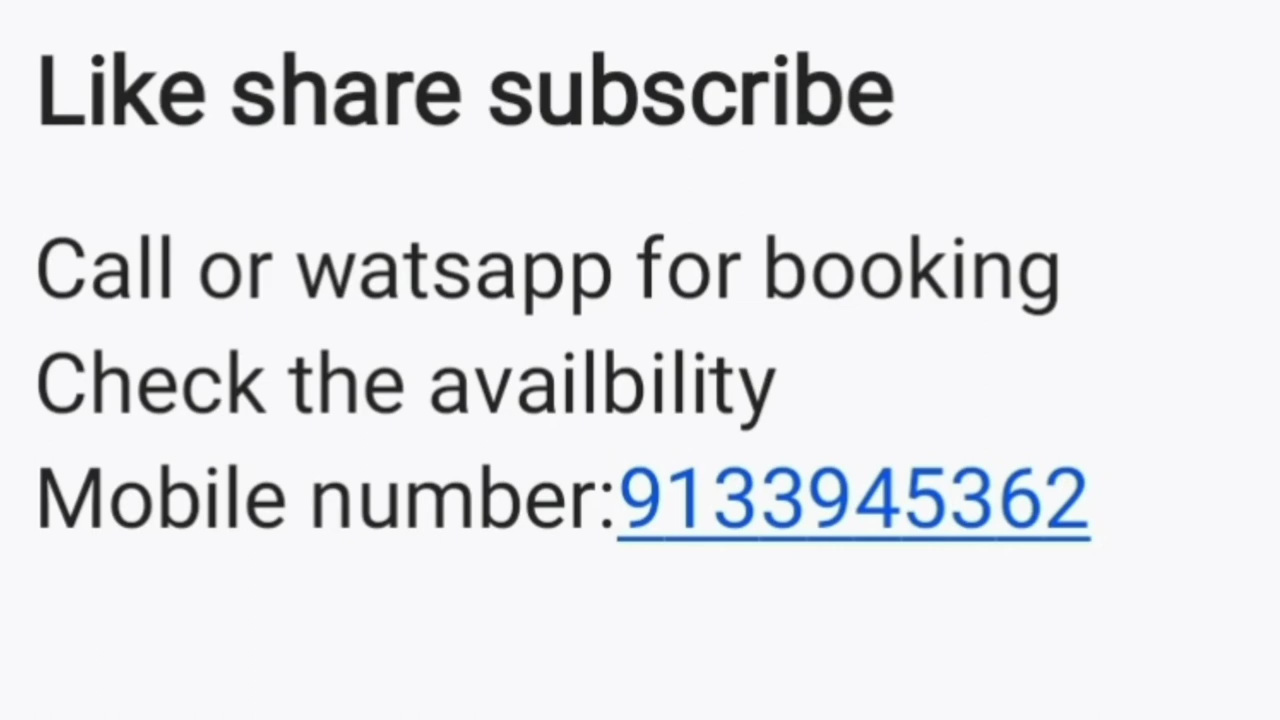 Like share subscribe
Call or watsapp for booking
Check the availbility
Mobile number:9133945362